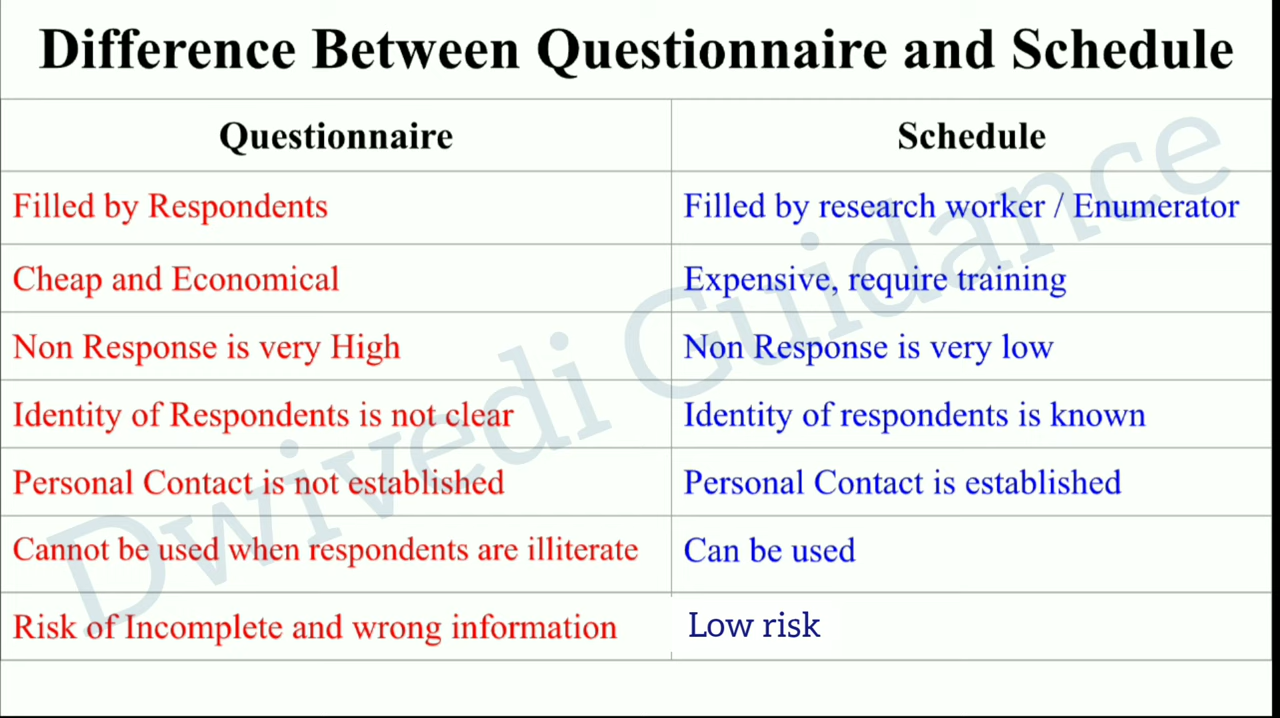 Difference Between Questionnaire and Schedule
Questionnaire
Schedule
Filled by Respondents
Filled by research worker / Enumerator
Cheap and Economical
Expensive, require training
Non Response is very High
Non Response is very low
Identity of Respondents is not clear
Identity of respondents is known
Personal Contact is not established
Personal Contact is established
Cannot be used when respondents are illiterate
Can be used
Risk of Incomplete and wrong information
Low risk
Dwivedi Guidance